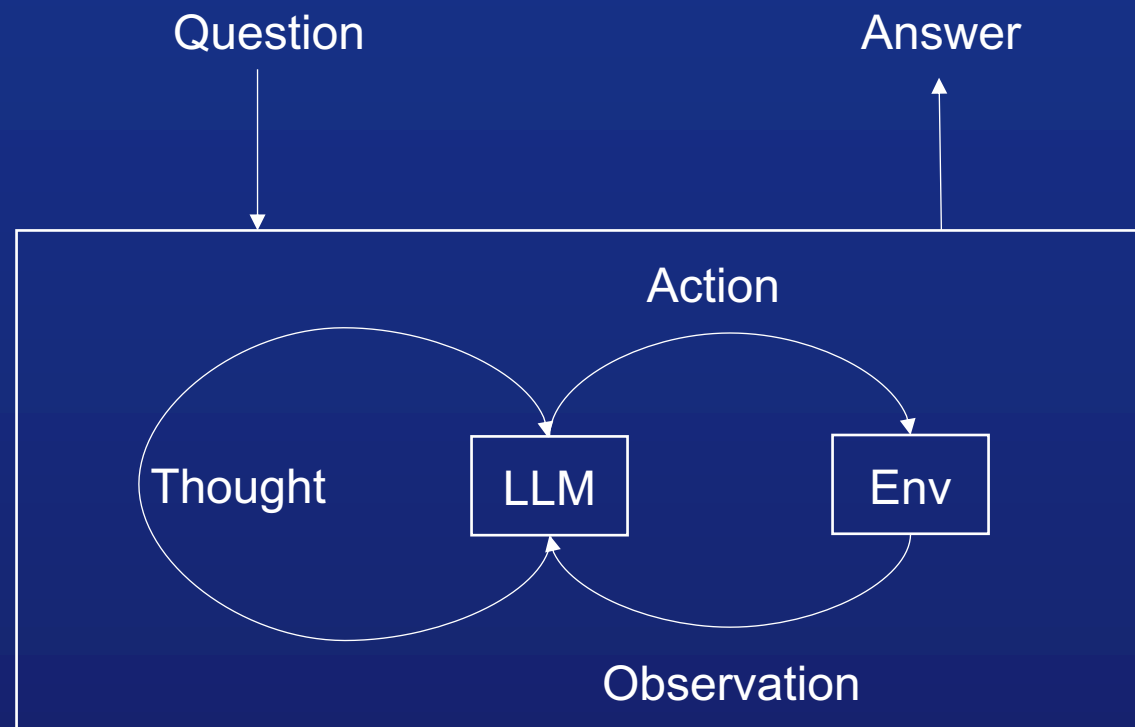 Question
Answer
Action
Thought
LLM
Env
Observation